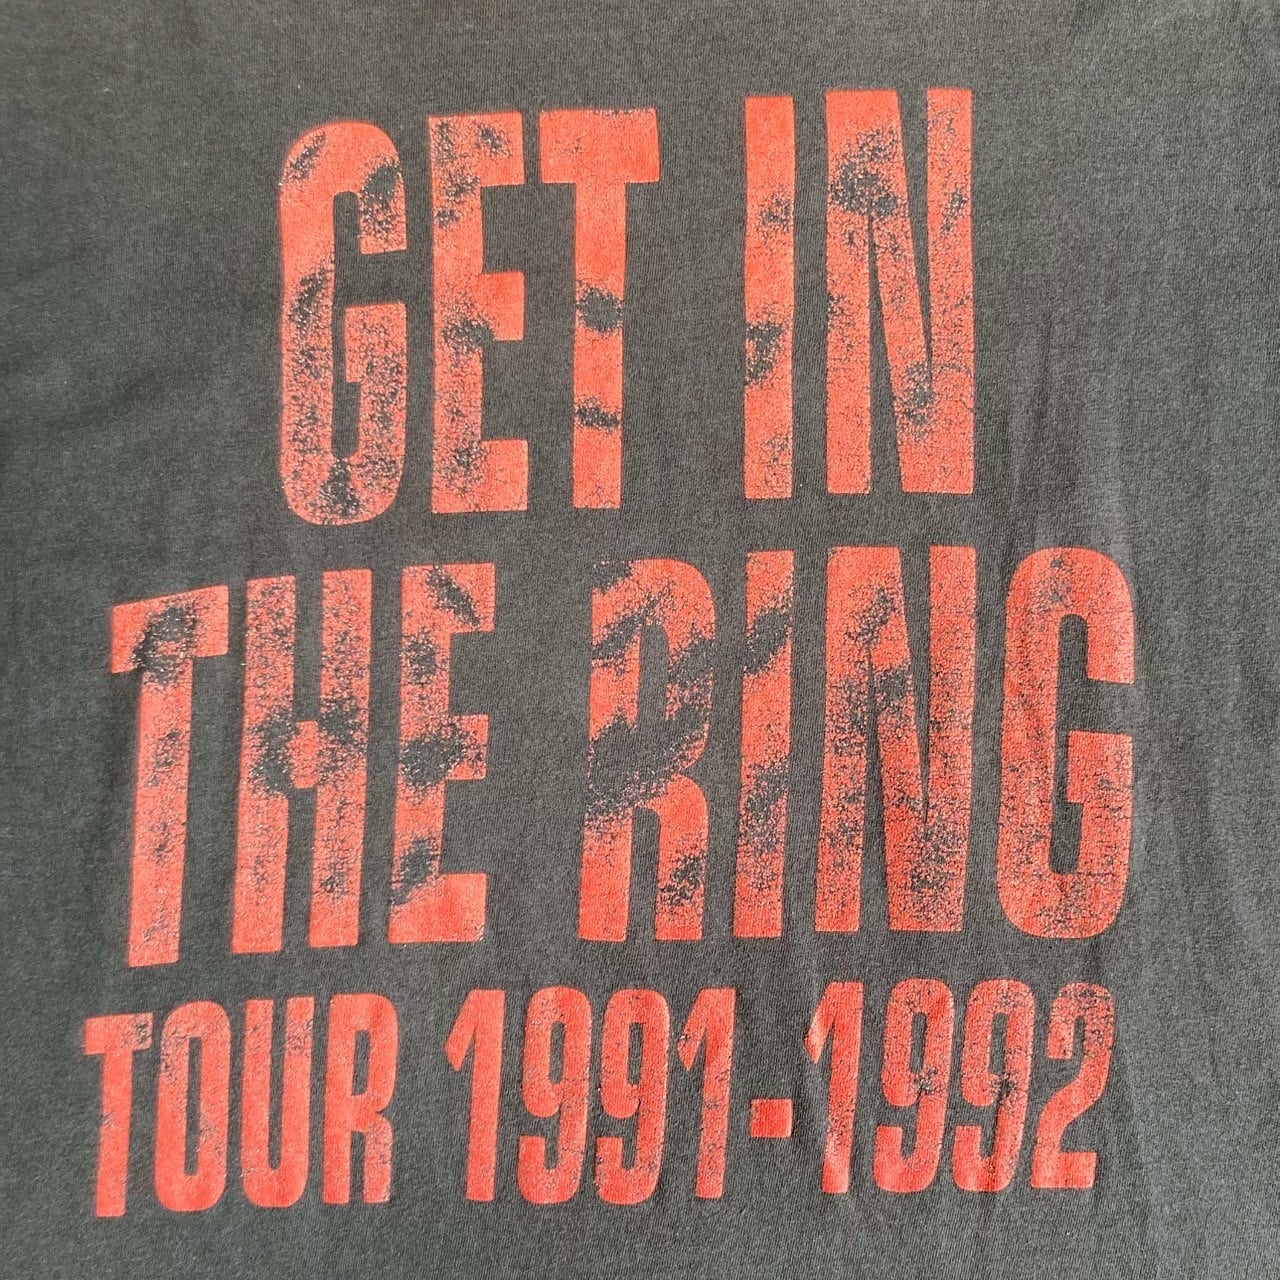 GET IN
THE RING
TOUR 1991-1992